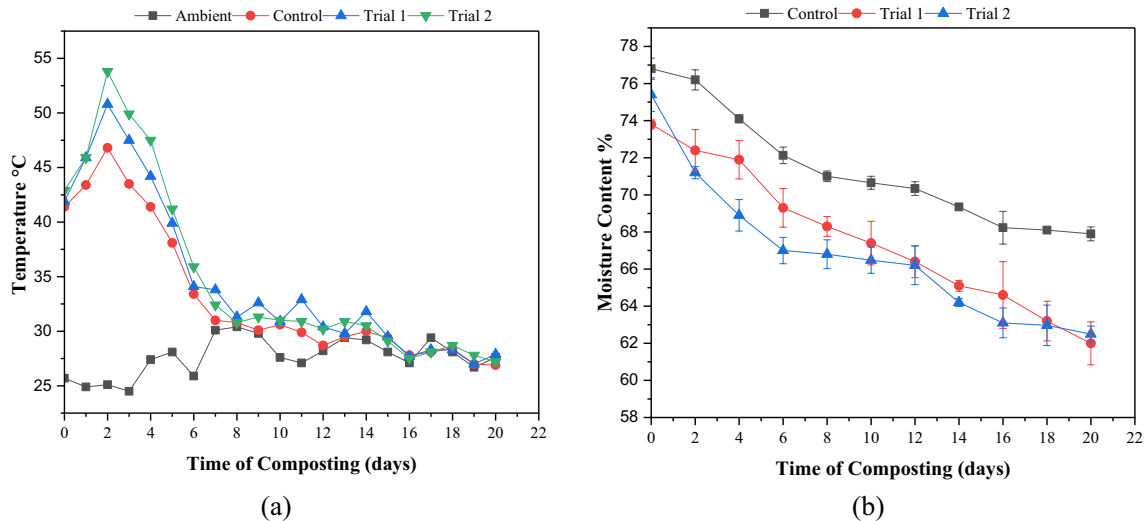 Ambient Control Trial 1 Trial 2
55
50
45
40
35
30
25
Temperature °C
0 2 4 6 8 10 12 14 16 18 20 22
Time of Composting (days)
(a)
Control Trial 1 Trial 2
78
76
74
72
70
68
66
64
62
60
58
Moisture Content %
0 2 4 6 8 10 12 14 16 18 20 22
Time of Composting (days)
(b)